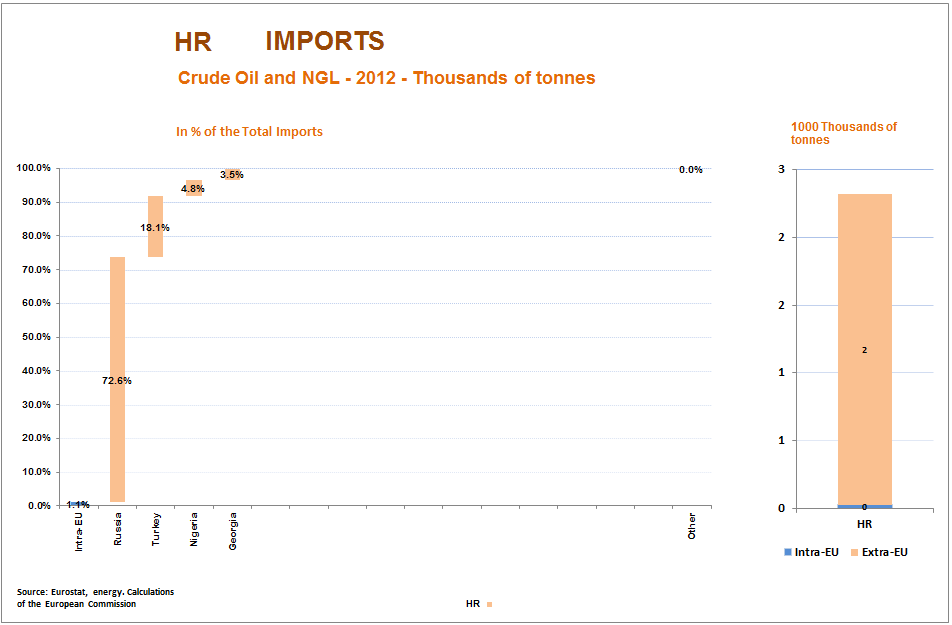 HR IMPORTS
Crude Oil and NGL - 2012 - Thousands of tonnes
In % of the Total Imports
100.0%
90.0%
80.0%
70.0%
60.0%
50.0%
40.0%
30.0%
20.0%
10.0%
0.0%
1.1%
72.6%
18.1%
4.8%
3.5%
0.0%
Intra-EU
Russia
Turkey
Nigeria
Georgia
Other
1000 Thousands of
tonnes
3
2
2
1
1
0
2
0
HR
Intra-EU Extra-EU
Source: Eurostat, energy. Calculations
of the European Commission
HR